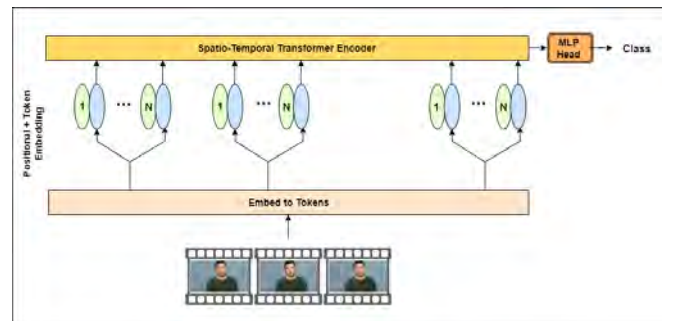 Spatio-Temporal Transformer Encoder
MLP
Head
Class
Positional + Token
Embedding
1 ... N 1 ... N 1 ... N
Embed to Tokens